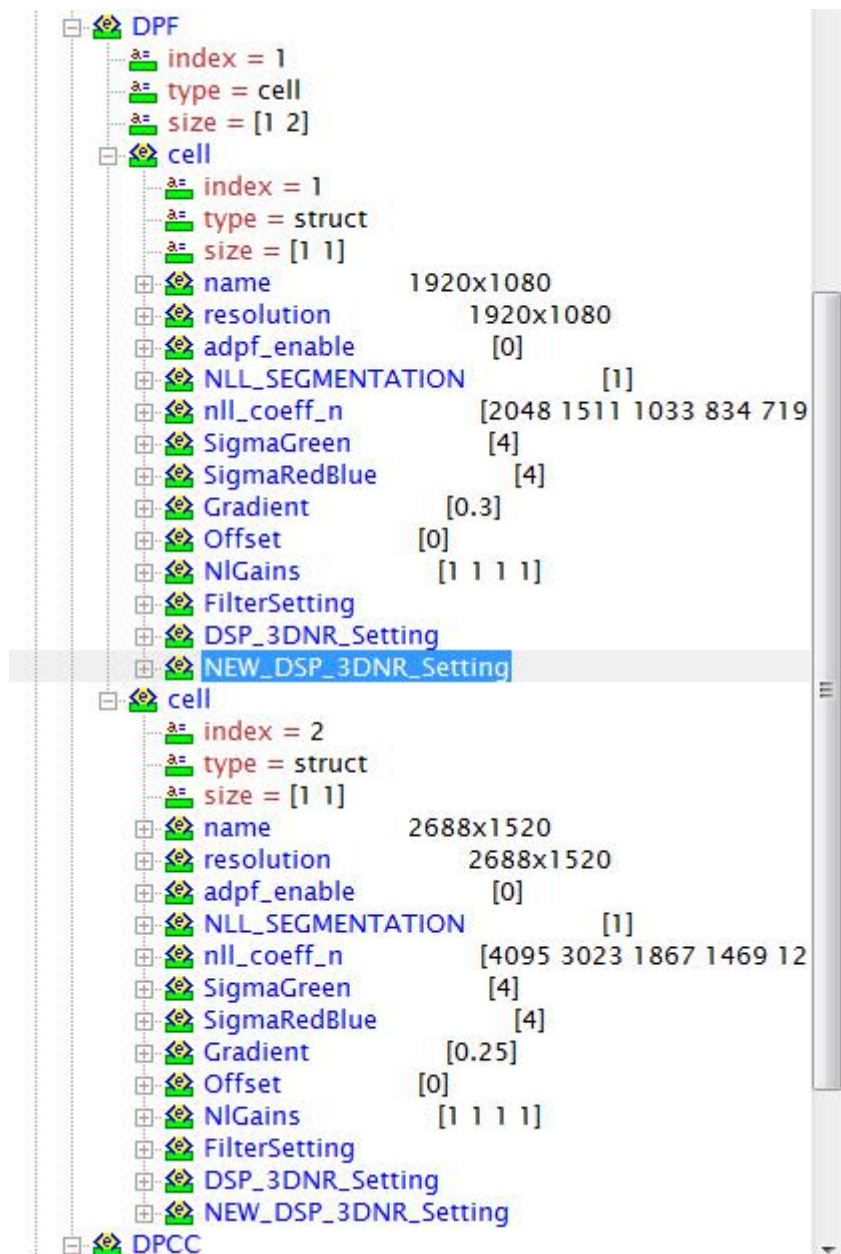 DPF
index = 1
type = cell
size = [1 2]
cell
index = 1
type = struct
size = [1 1]
name 1920x1080
resolution 1920x1080
adpf_enable [0]
NLL_SEGMENTATION [1]
nll_coeff_n [2048 1511 1033 834 719
SigmaGreen [4]
SigmaRedBlue [4]
Gradient [0.3]
Offset [0]
NlGains [1 1 1 1]
FilterSetting
DSP_3DNR_Setting
NEW_DSP_3DNR_Setting
cell
index = 2
type = struct
size = [1 1]
name 2688x1520
resolution 2688x1520
adpf_enable [0]
NLL_SEGMENTATION [1]
nll_coeff_n [4095 3023 1867 1469 12
SigmaGreen [4]
SigmaRedBlue [4]
Gradient [0.25]
Offset [0]
NlGains [1 1 1 1]
FilterSetting
DSP_3DNR_Setting
NEW_DSP_3DNR_Setting
DPCC